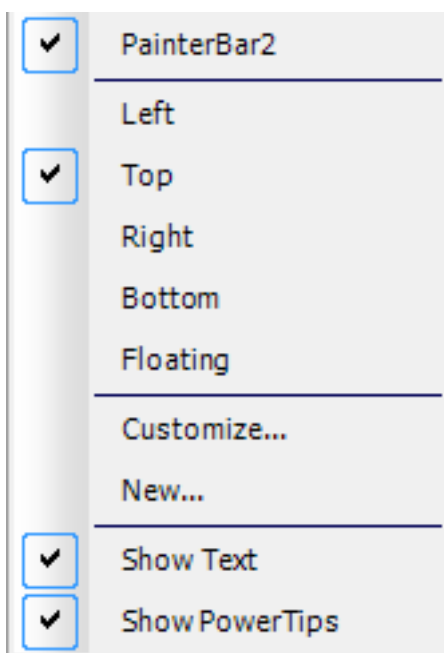 PainterBar2
Left
Top
Right
Bottom
Floating
Customize...
New...
Show Text
Show PowerTips